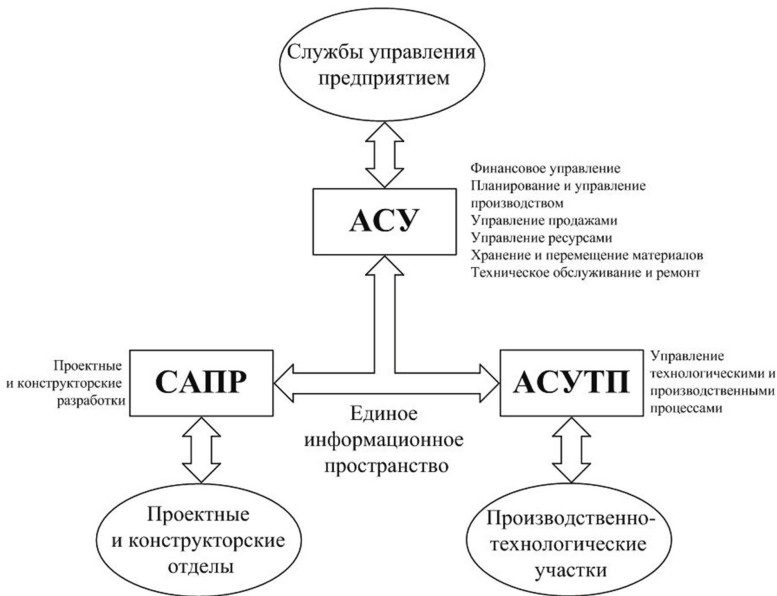 Службы управления
предприятием
АСУ
Финансовое управление
Планирование и управление
производством
Управление продажами
Управление ресурсами
Хранение и перемещение материалов
Техническое обслуживание и ремонт
Проектные
и конструкторские
разработки
САПР
АСУТП
Управление
технологическими и
производственными
процессами
Единое
информационное
пространство
Проектные
и конструкторские
отделы
Производственно-
технологические
участки